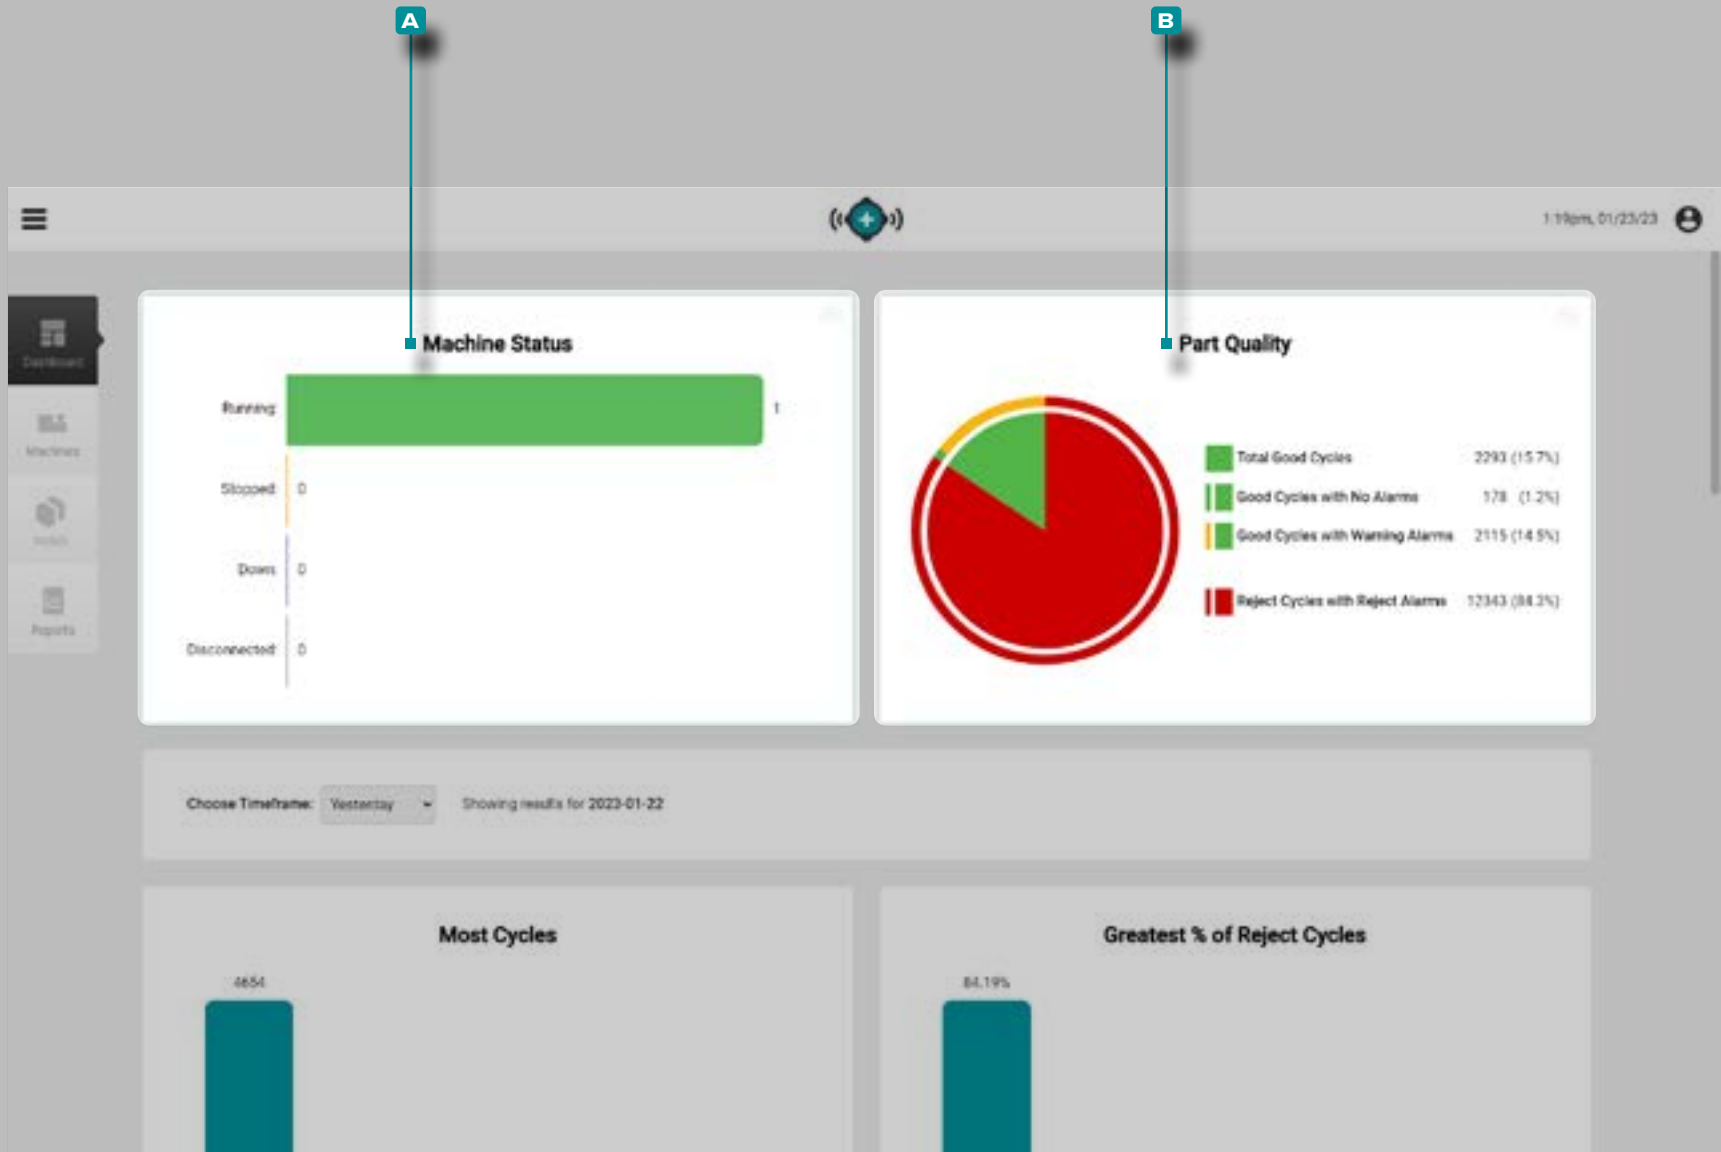 A
B
1:19pm, 01/23/23
Dashboard
Machines
Reports
Machine Status
Running 1
Stopped 0
Down 0
Disconnected 0
Part Quality
Total Good Cycles 2293 (15.7%)
Good Cycles with No Alarms 178 (1.2%)
Good Cycles with Warning Alarms 2115 (14.5%)
Reject Cycles with Reject Alarms 12343 (84.3%)
Choose Timeframe: Yesterday Showing results for 2023-01-22
Most Cycles
4654
Greatest % of Reject Cycles
84.19%